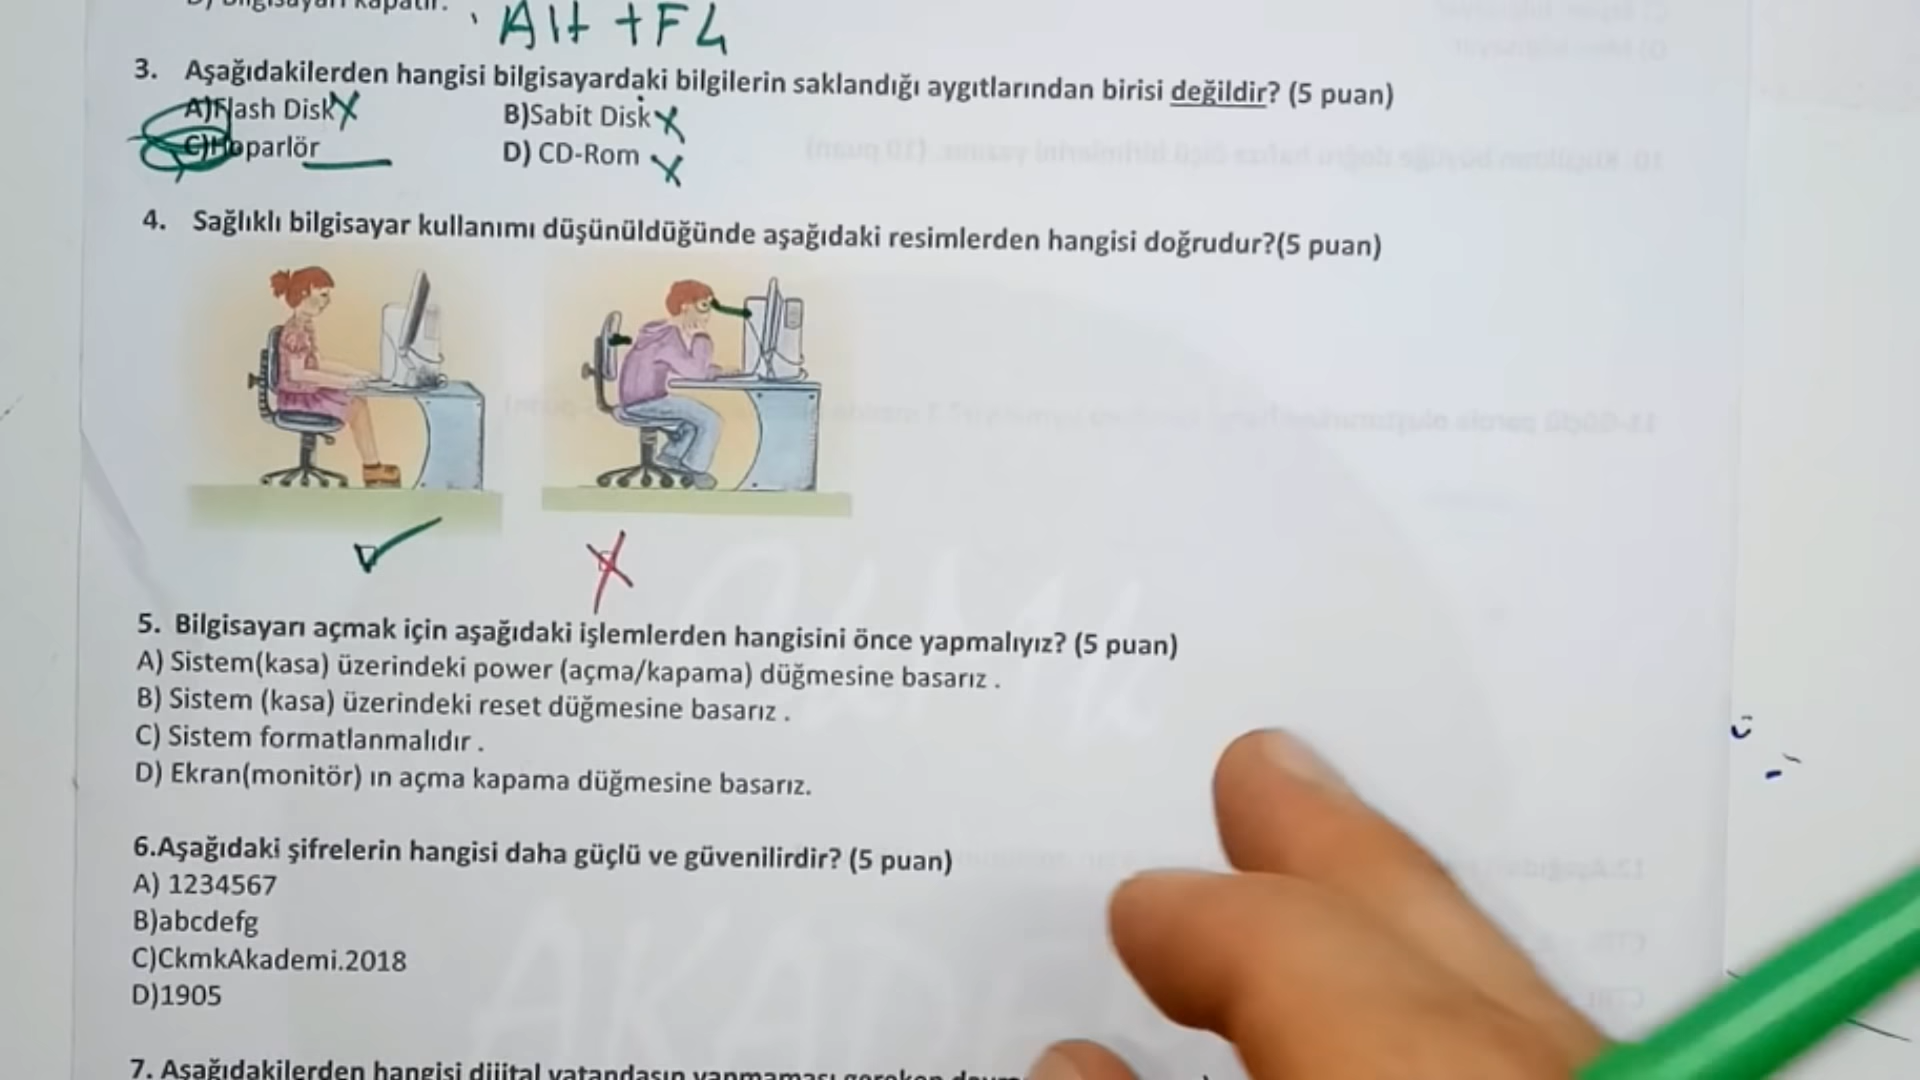 Alt + F4
3. Aşağıdakilerden hangisi bilgisayardaki bilgilerin saklandığı aygıtlarından birisi değildir? (5 puan)
A)Flash Disk X B)Sabit Disk X
C)Hoparlör D) CD-Rom X
4. Sağlıklı bilgisayar kullanımı düşünüldüğünde aşağıdaki resimlerden hangisi doğrudur?(5 puan)
5. Bilgisayarı açmak için aşağıdaki işlemlerden hangisini önce yapmalıyız? (5 puan)
A) Sistem(kasa) üzerindeki power (açma/kapama) düğmesine basarız .
B) Sistem (kasa) üzerindeki reset düğmesine basarız .
C) Sistem formatlanmalıdır .
D) Ekran(monitör) ın açma kapama düğmesine basarız.
6.Aşağıdaki şifrelerin hangisi daha güçlü ve güvenilirdir? (5 puan)
A) 1234567
B)abcdefg
C)CkmkAkademi.2018
D)1905
7. Aşağıdakilerden hangisi dijital vatandaşın yapmaması gereken